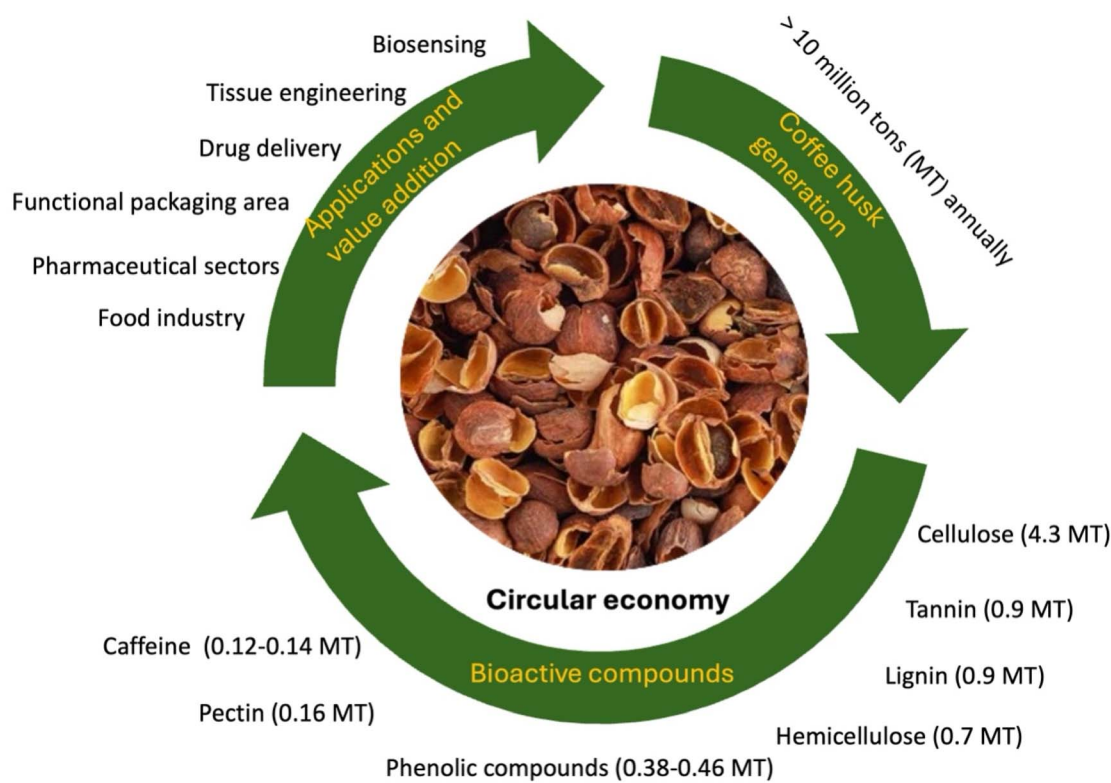 Biosensing
Tissue engineering
Drug delivery
Functional packaging area
Pharmaceutical sectors
Food industry
Applications and
value addition
Coffee husk
generation
> 10 million tons (MT) annually
Cellulose (4.3 MT)
Tannin (0.9 MT)
Lignin (0.9 MT)
Hemicellulose (0.7 MT)
Phenolic compounds (0.38-0.46 MT)
Pectin (0.16 MT)
Caffeine (0.12-0.14 MT)
Bioactive compounds
Circular economy